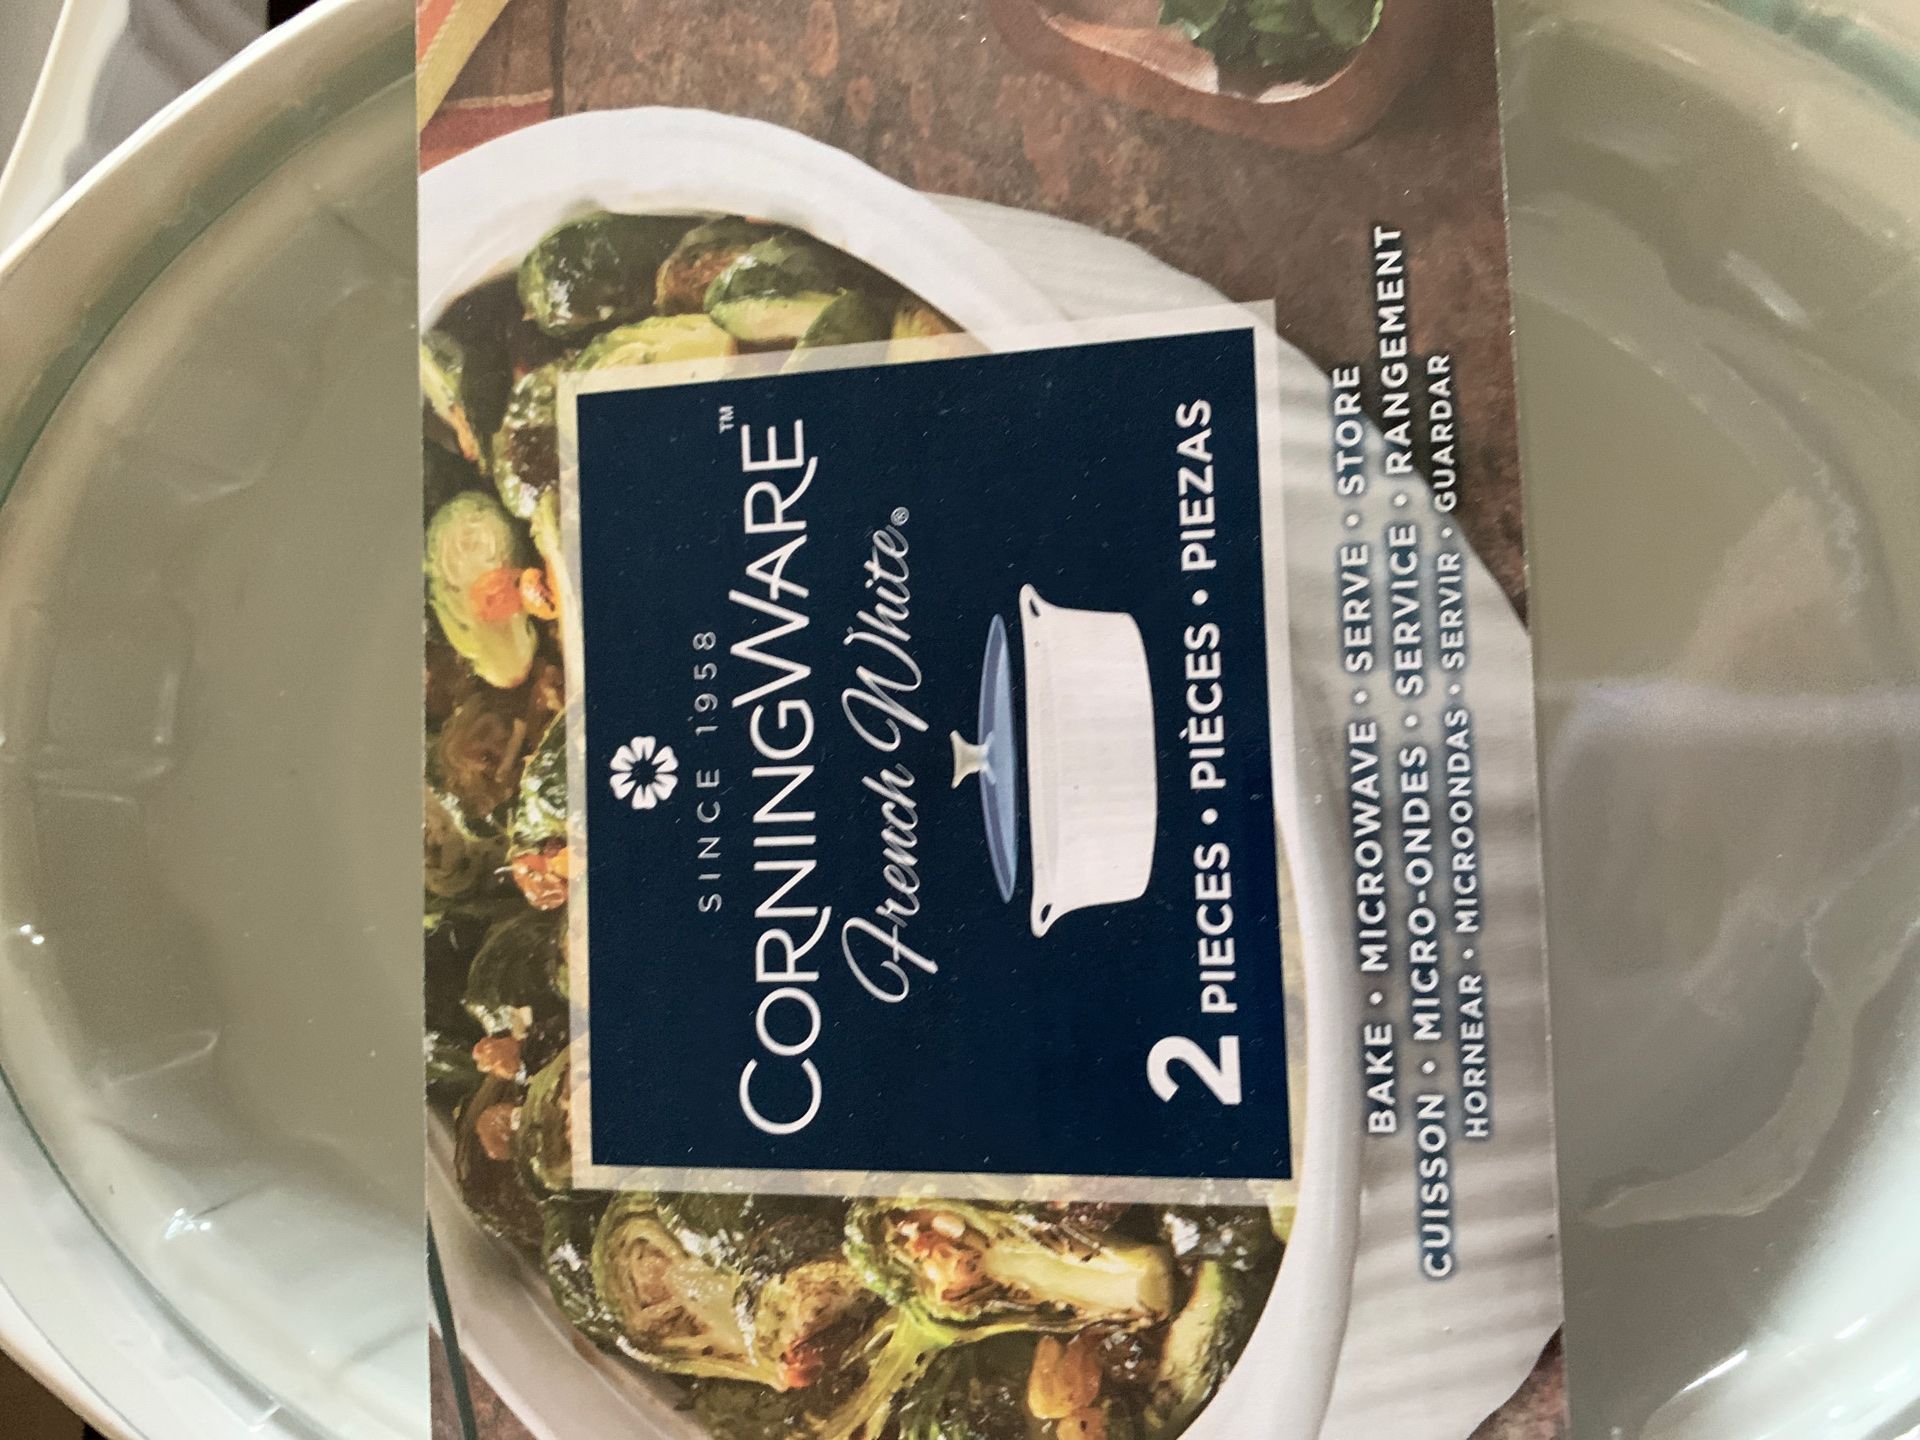 SINCE 1958
CORNINGWARE™
French White®
2 PIECES • PIÈCES • PIEZAS
BAKE • MICROWAVE • SERVE • STORE
CUISSON • MICRO-ONDES • SERVICE • RANGEMENT
HORNEAR • MICROONDAS • SERVIR • GUARDAR